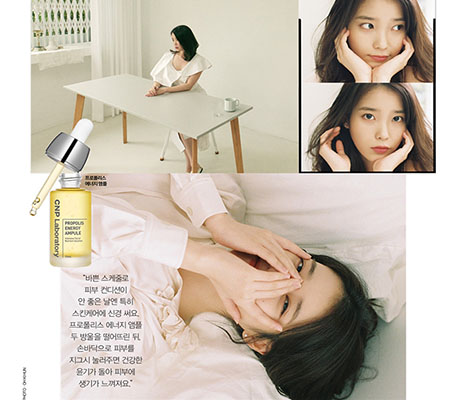 프로폴리스
에너지 앰플
CNP Laboratory
PROPOLIS
ENERGY
AMPULE
"바쁜 스케줄로
피부 컨디션이
안 좋은 날엔 특히
스킨케어에 신경 써요.
프로폴리스 에너지 앰플
두 방울을 떨어뜨린 뒤,
손바닥으로 피부를
지그시 눌러주면 건강한
윤기가 돌아 피부에
생기가 느껴져요."